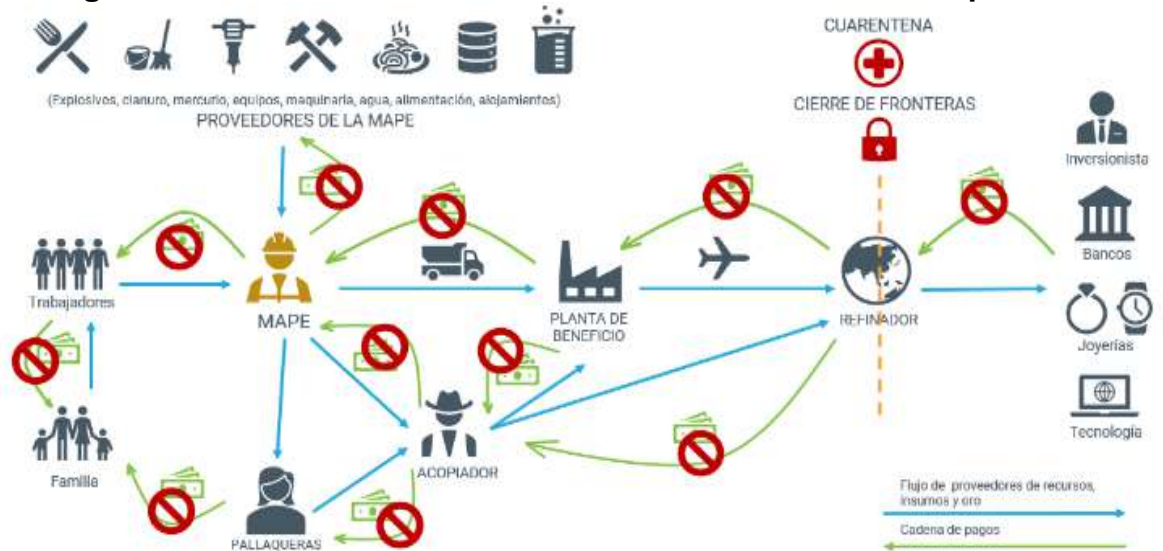 CUARENTENA
CIERRE DE FRONTERAS
(Explosivos, cianuro, mercurio, equipos, maquinaria, agua, alimentación, alojamientos)
PROVEEDORES DE LA MAPE
Inversionista
Bancos
Trabajadores
MAPE
PLANTA DE
BENEFICIO
REFINADOR
Joyerías
Tecnología
Familia
ACOPIADOR
PALLAQUERAS
Flujo de proveedores de recursos,
insumos y oro
Cadena de pagos